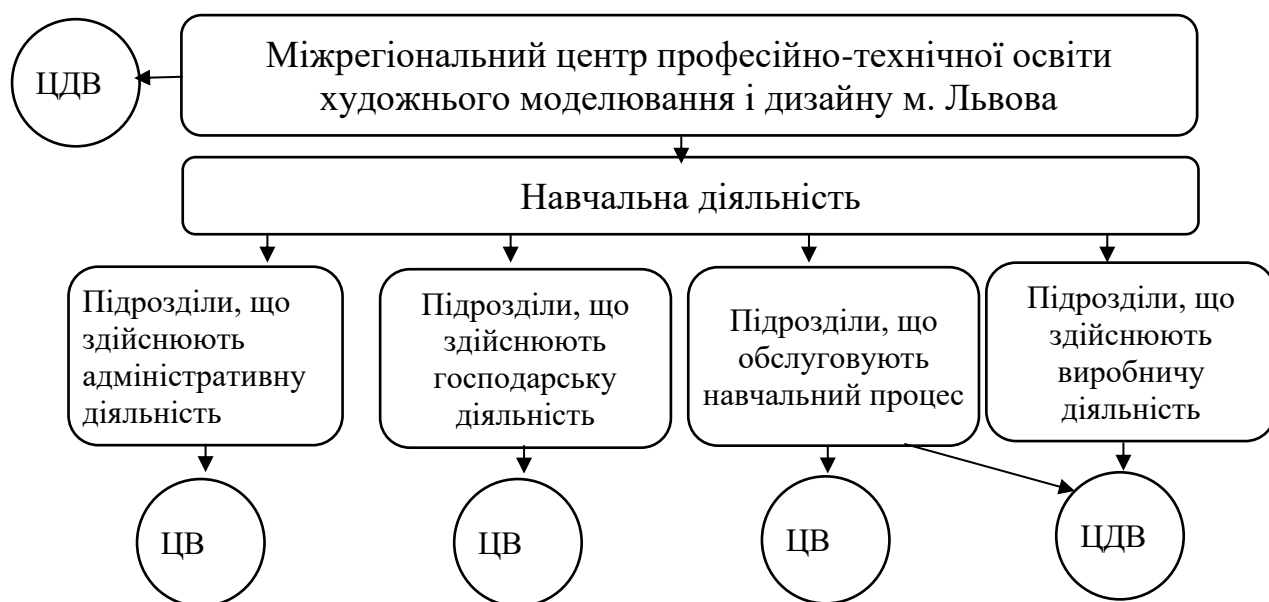 ЦДВ
Міжрегіональний центр професійно-технічної освіти
художнього моделювання і дизайну м. Львова
Навчальна діяльність
Підрозділи, що
здійснюють
адміністративну
діяльність
Підрозділи, що
здійснюють
господарську
діяльність
Підрозділи, що
обслуговують
навчальний процес
Підрозділи, що
здійснюють
виробничу
діяльність
ЦВ
ЦВ
ЦВ
ЦДВ